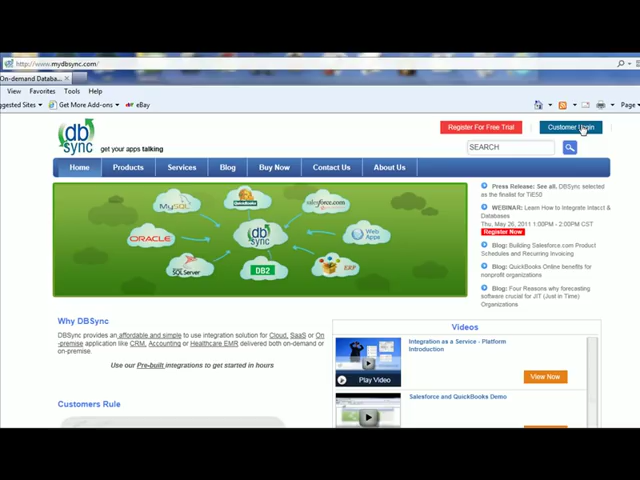 http://www.mydbsync.com/
On-demand Databa...
View Favorites Tools Help
ggested Sites Get More Add-ons eBay
Page
db sync get your apps talking
Register For Free Trial
Customer Login
SEARCH
Home Products Services Blog Buy Now Contact Us About Us
MySQL
QuickBooks
salesforce.com
ORACLE
db sync
Web Apps
SQL Server
DB2
ERP
Press Release: See all. DBSync selected
as the finalist for TiE50
WEBINAR: Learn How to Integrate Intacct &
Databases
Thu, May 26, 2011 1:00PM - 2:00PM CST
Register Now
Blog: Building Salesforce.com Product
Schedules and Recurring Invoicing
Blog: QuickBooks Online benefits for
nonprofit organizations
Blog: Four Reasons why forecasting
software crucial for JIT (Just in Time)
Organizations
Why DBSync
DBSync provides an affordable and simple to use integration solution for Cloud, SaaS or On
-premise application like CRM, Accounting or Healthcare EMR delivered both on-demand or
on-premise.
Use our Pre-built integrations to get started in hours
Customers Rule
Videos
Integration as a Service - Platform
Introduction
Play Video
View Now
Salesforce and QuickBooks Demo